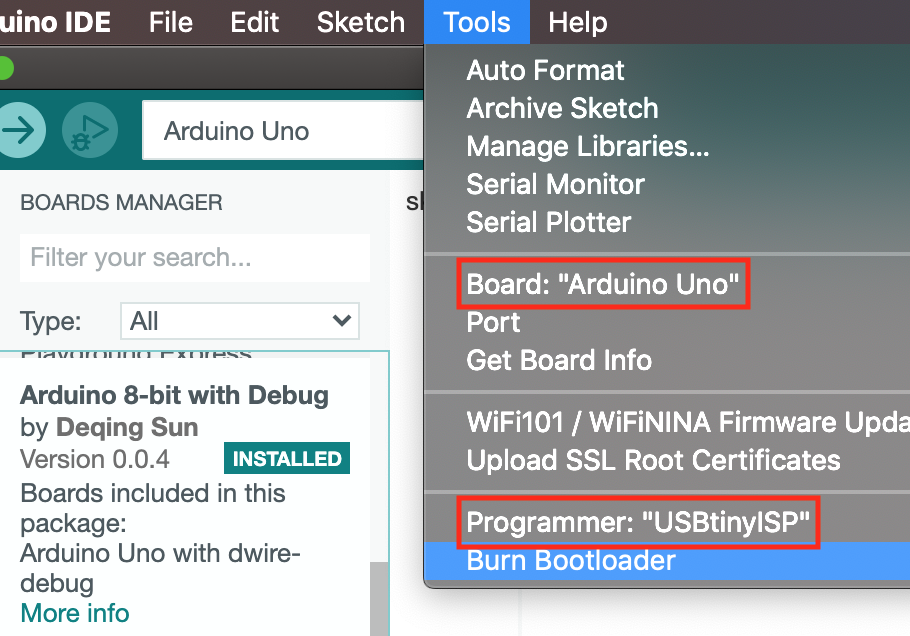 uino IDE File Edit Sketch Tools Help
Auto Format
Archive Sketch
Manage Libraries...
Serial Monitor
Serial Plotter
Board: "Arduino Uno"
Port
Get Board Info
WiFi101 / WiFiNINA Firmware Upda
Upload SSL Root Certificates
Programmer: "USBtinyISP"
Burn Bootloader
Arduino Uno
BOARDS MANAGER
Filter your search...
Type: All
Playground Express
Arduino 8-bit with Debug
by Deqing Sun
Version 0.0.4 INSTALLED
Boards included in this
package:
Arduino Uno with dwire-
debug
More info